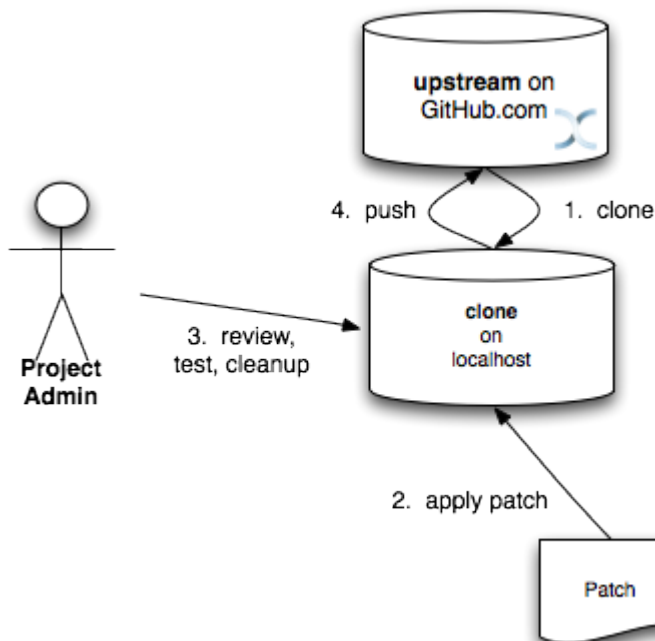 upstream on
GitHub.com
4. push
1. clone
clone
on
localhost
3. review,
test, cleanup
Project
Admin
2. apply patch
Patch